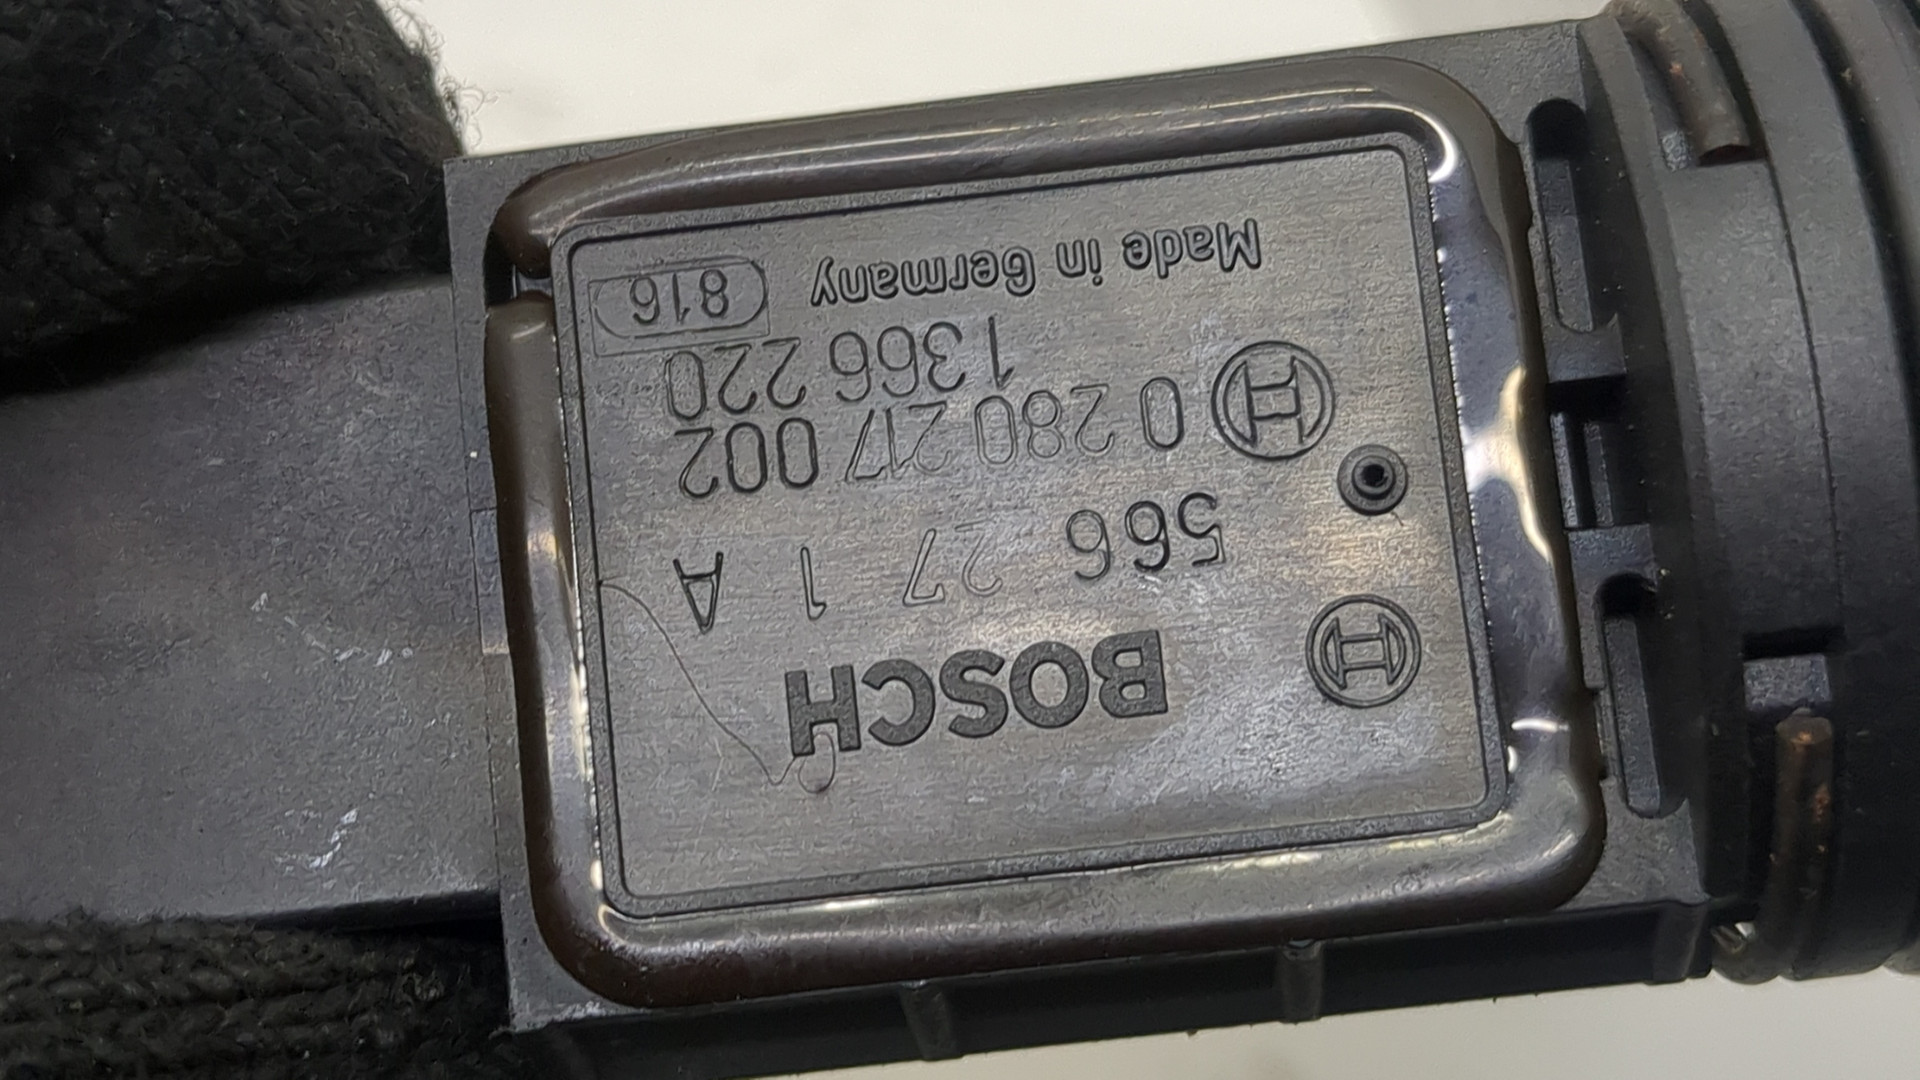 BOSCH
566 27 1 A
0 280 217 002
1 366 220
Made in Germany 816